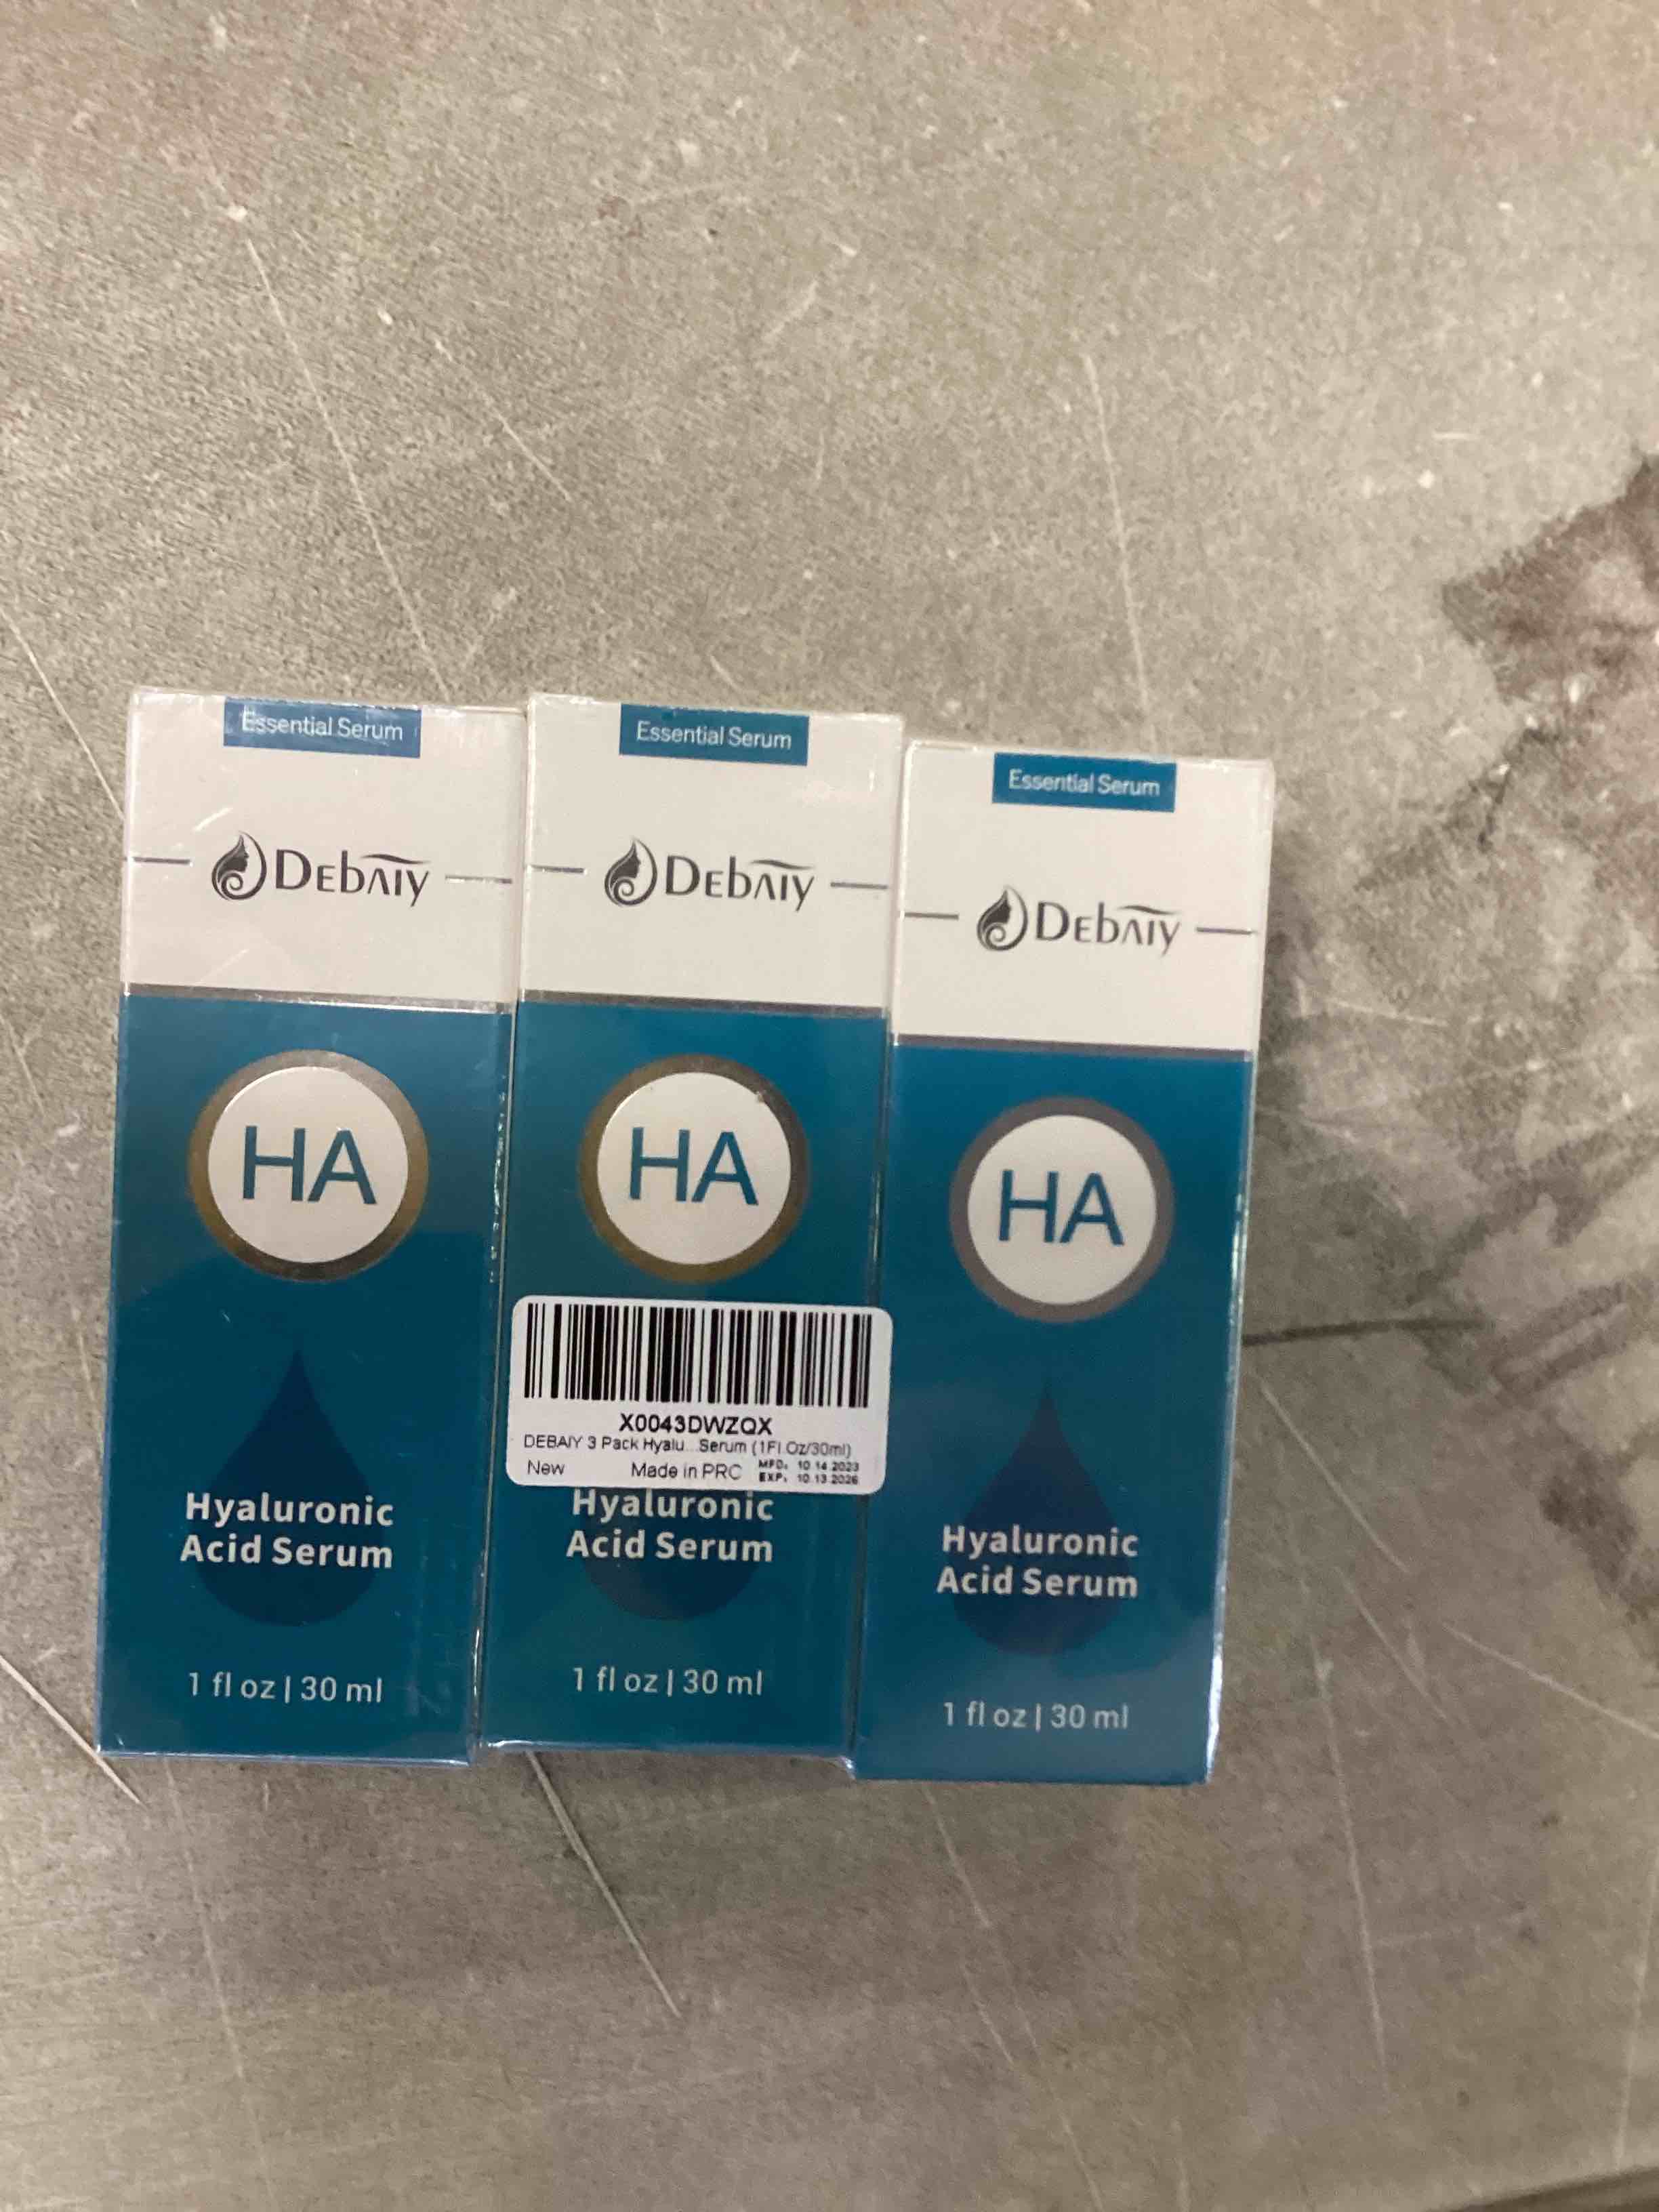 Essential Serum
Debaiy
HA
Hyaluronic
Acid Serum
1 fl oz | 30 ml
Essential Serum
Debaiy
HA
X0043DWZQX
DEBAIY 3 Pack Hyalu...Serum (1Fl Oz/30ml)
New Made in PRC
MFD: 10.14.2023
EXP: 10.13.2026
Hyaluronic
Acid Serum
1 fl oz | 30 ml
Essential Serum
Debaiy
HA
Hyaluronic
Acid Serum
1 fl oz | 30 ml